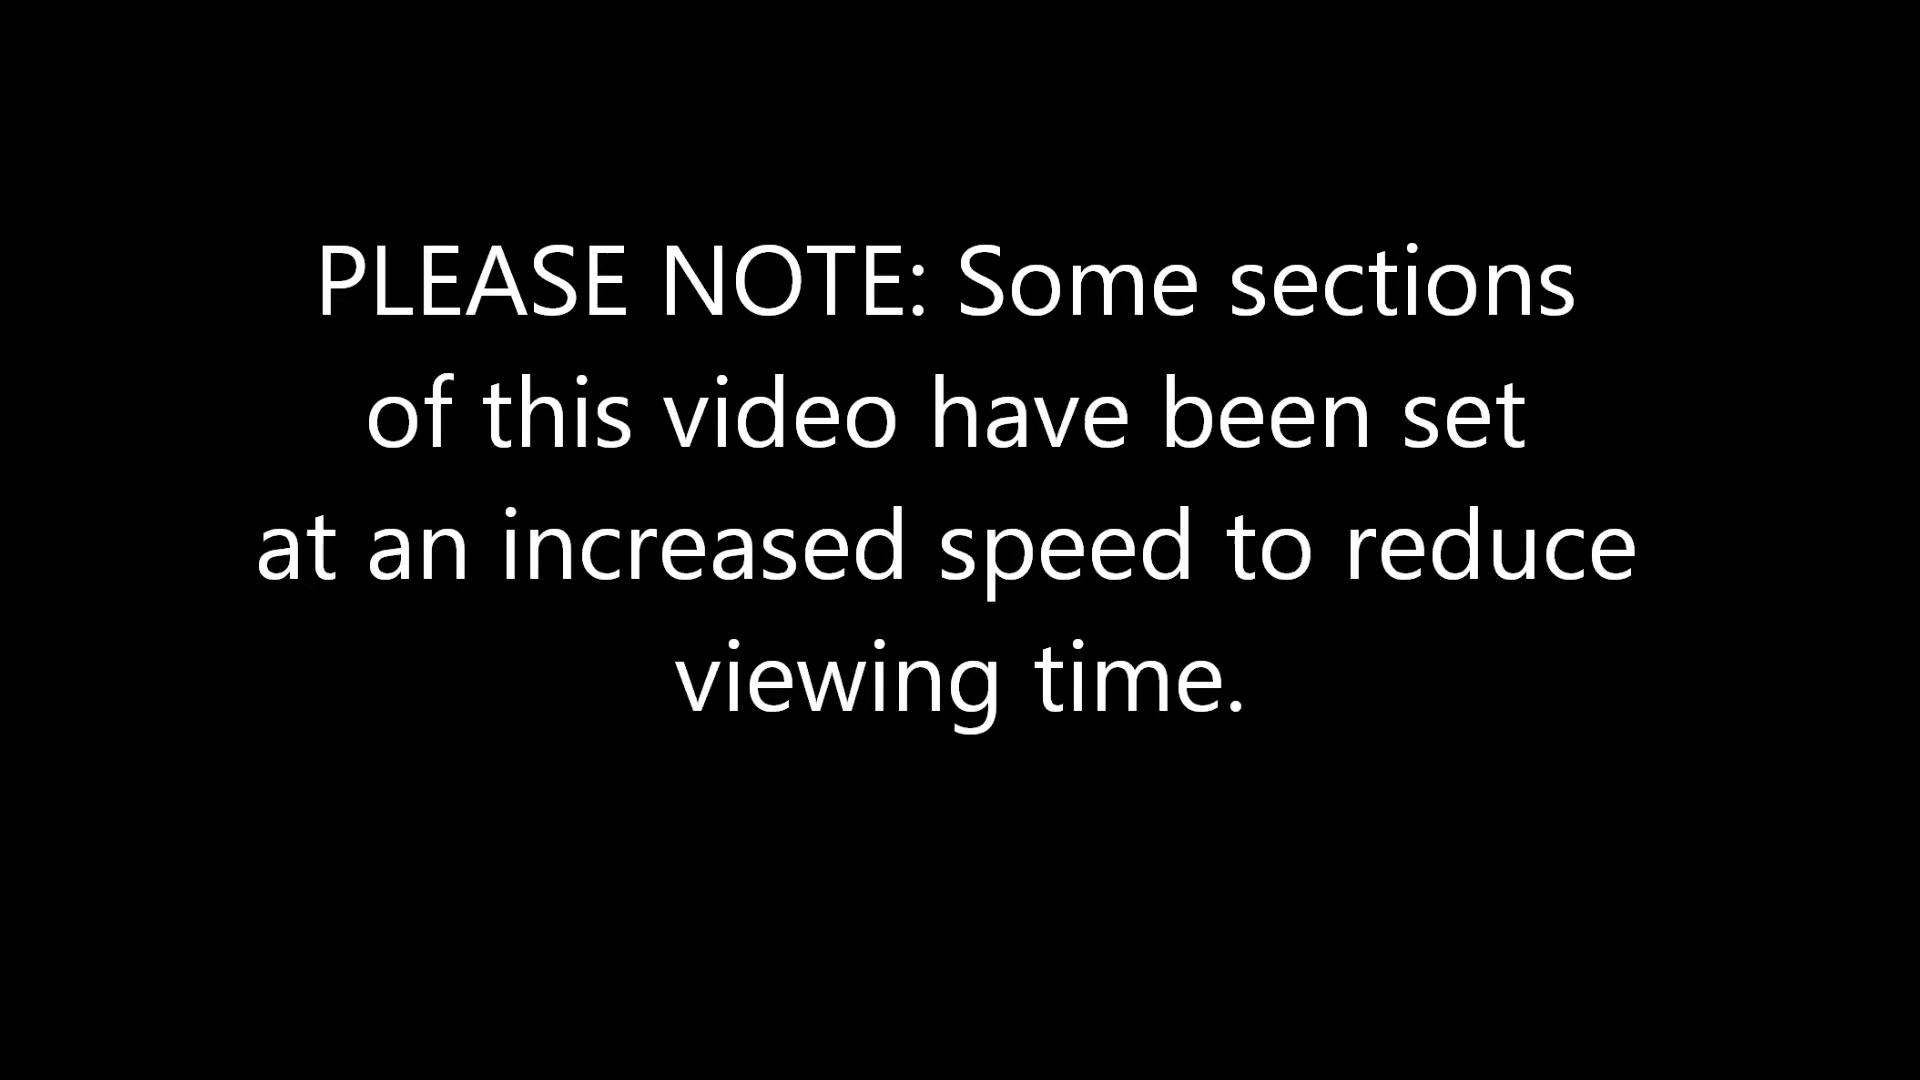 PLEASE NOTE: Some sections
of this video have been set
at an increased speed to reduce
viewing time.